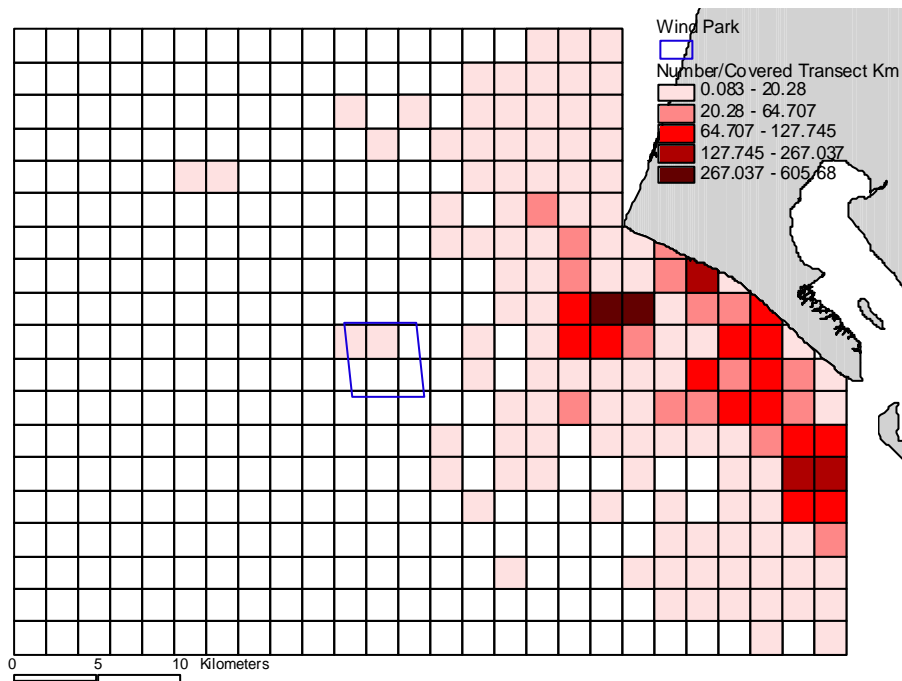 Wind Park
Number/Covered Transect Km
0.083 - 20.28
20.28 - 64.707
64.707 - 127.745
127.745 - 267.037
267.037 - 605.68
0 5 10 Kilometers